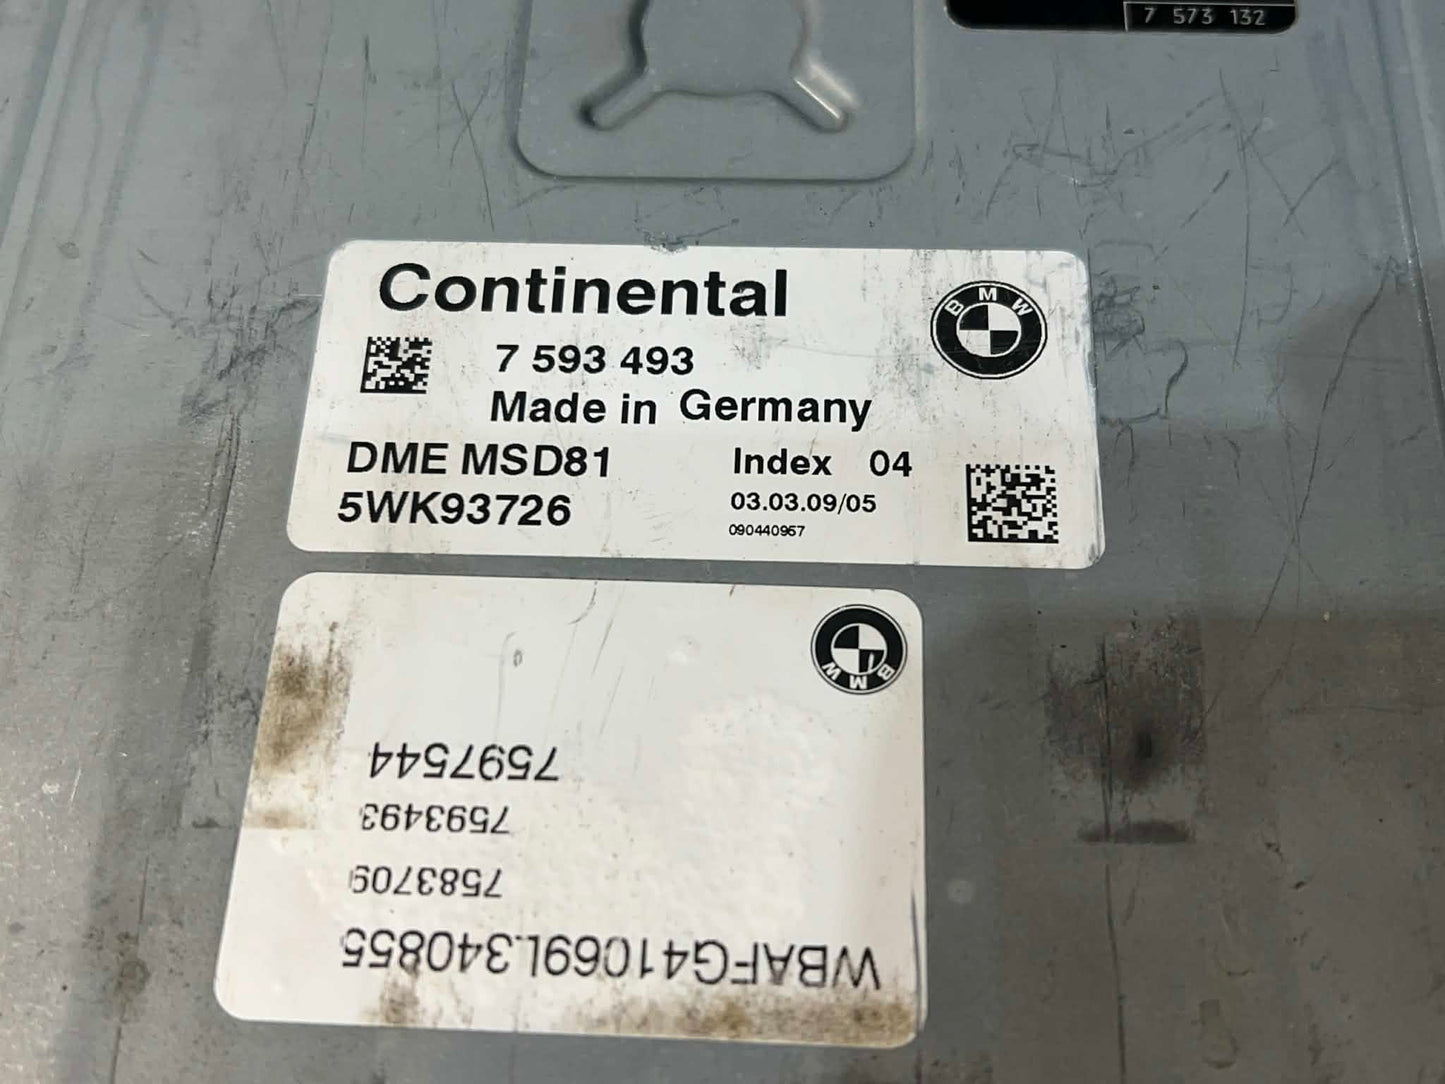 7 573 132
Continental
BMW
7 593 493
Made in Germany
DME MSD81
Index 04
5WK93726
03.03.09/05
090440957
BMW
7597544
7593493
7583709
WBAFG41069L340855